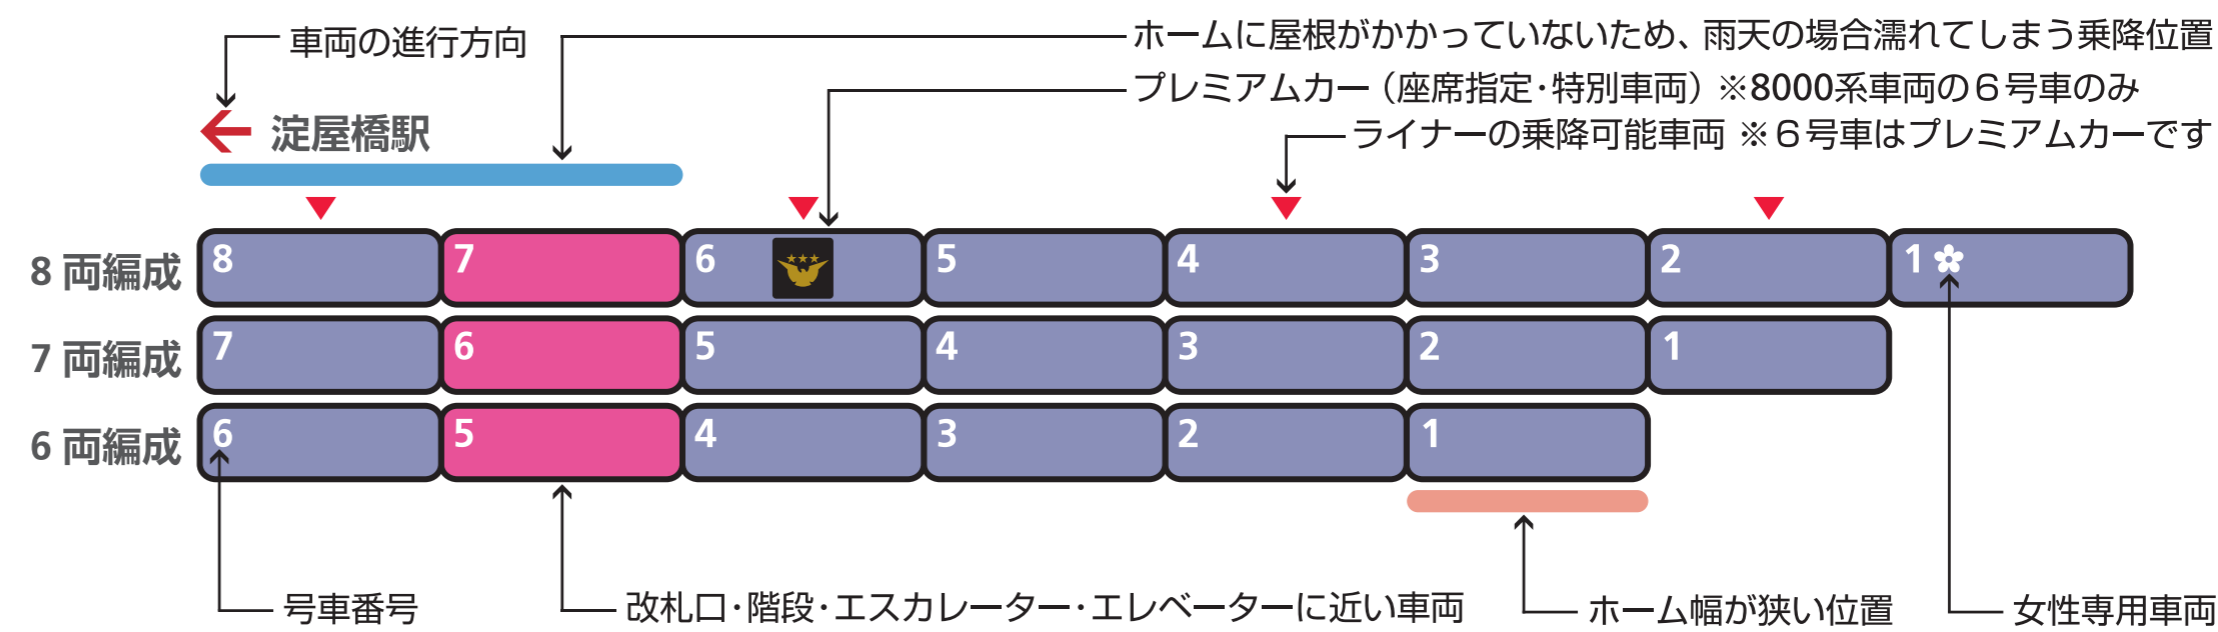 車両の進行方向
ホームに屋根がかかっていないため、雨天の場合濡れてしまう乗降位置
プレミアムカー（座席指定･特別車両）※8000系車両の６号車のみ
ライナーの乗降可能車両 ※６号車はプレミアムカーです
淀屋橋駅
8 両編成 8 7 6 5 4 3 2 1
7 両編成 7 6 5 4 3 2 1
6 両編成 6 5 4 3 2 1
号車番号
改札口･階段･エスカレーター･エレベーターに近い車両
ホーム幅が狭い位置
女性専用車両